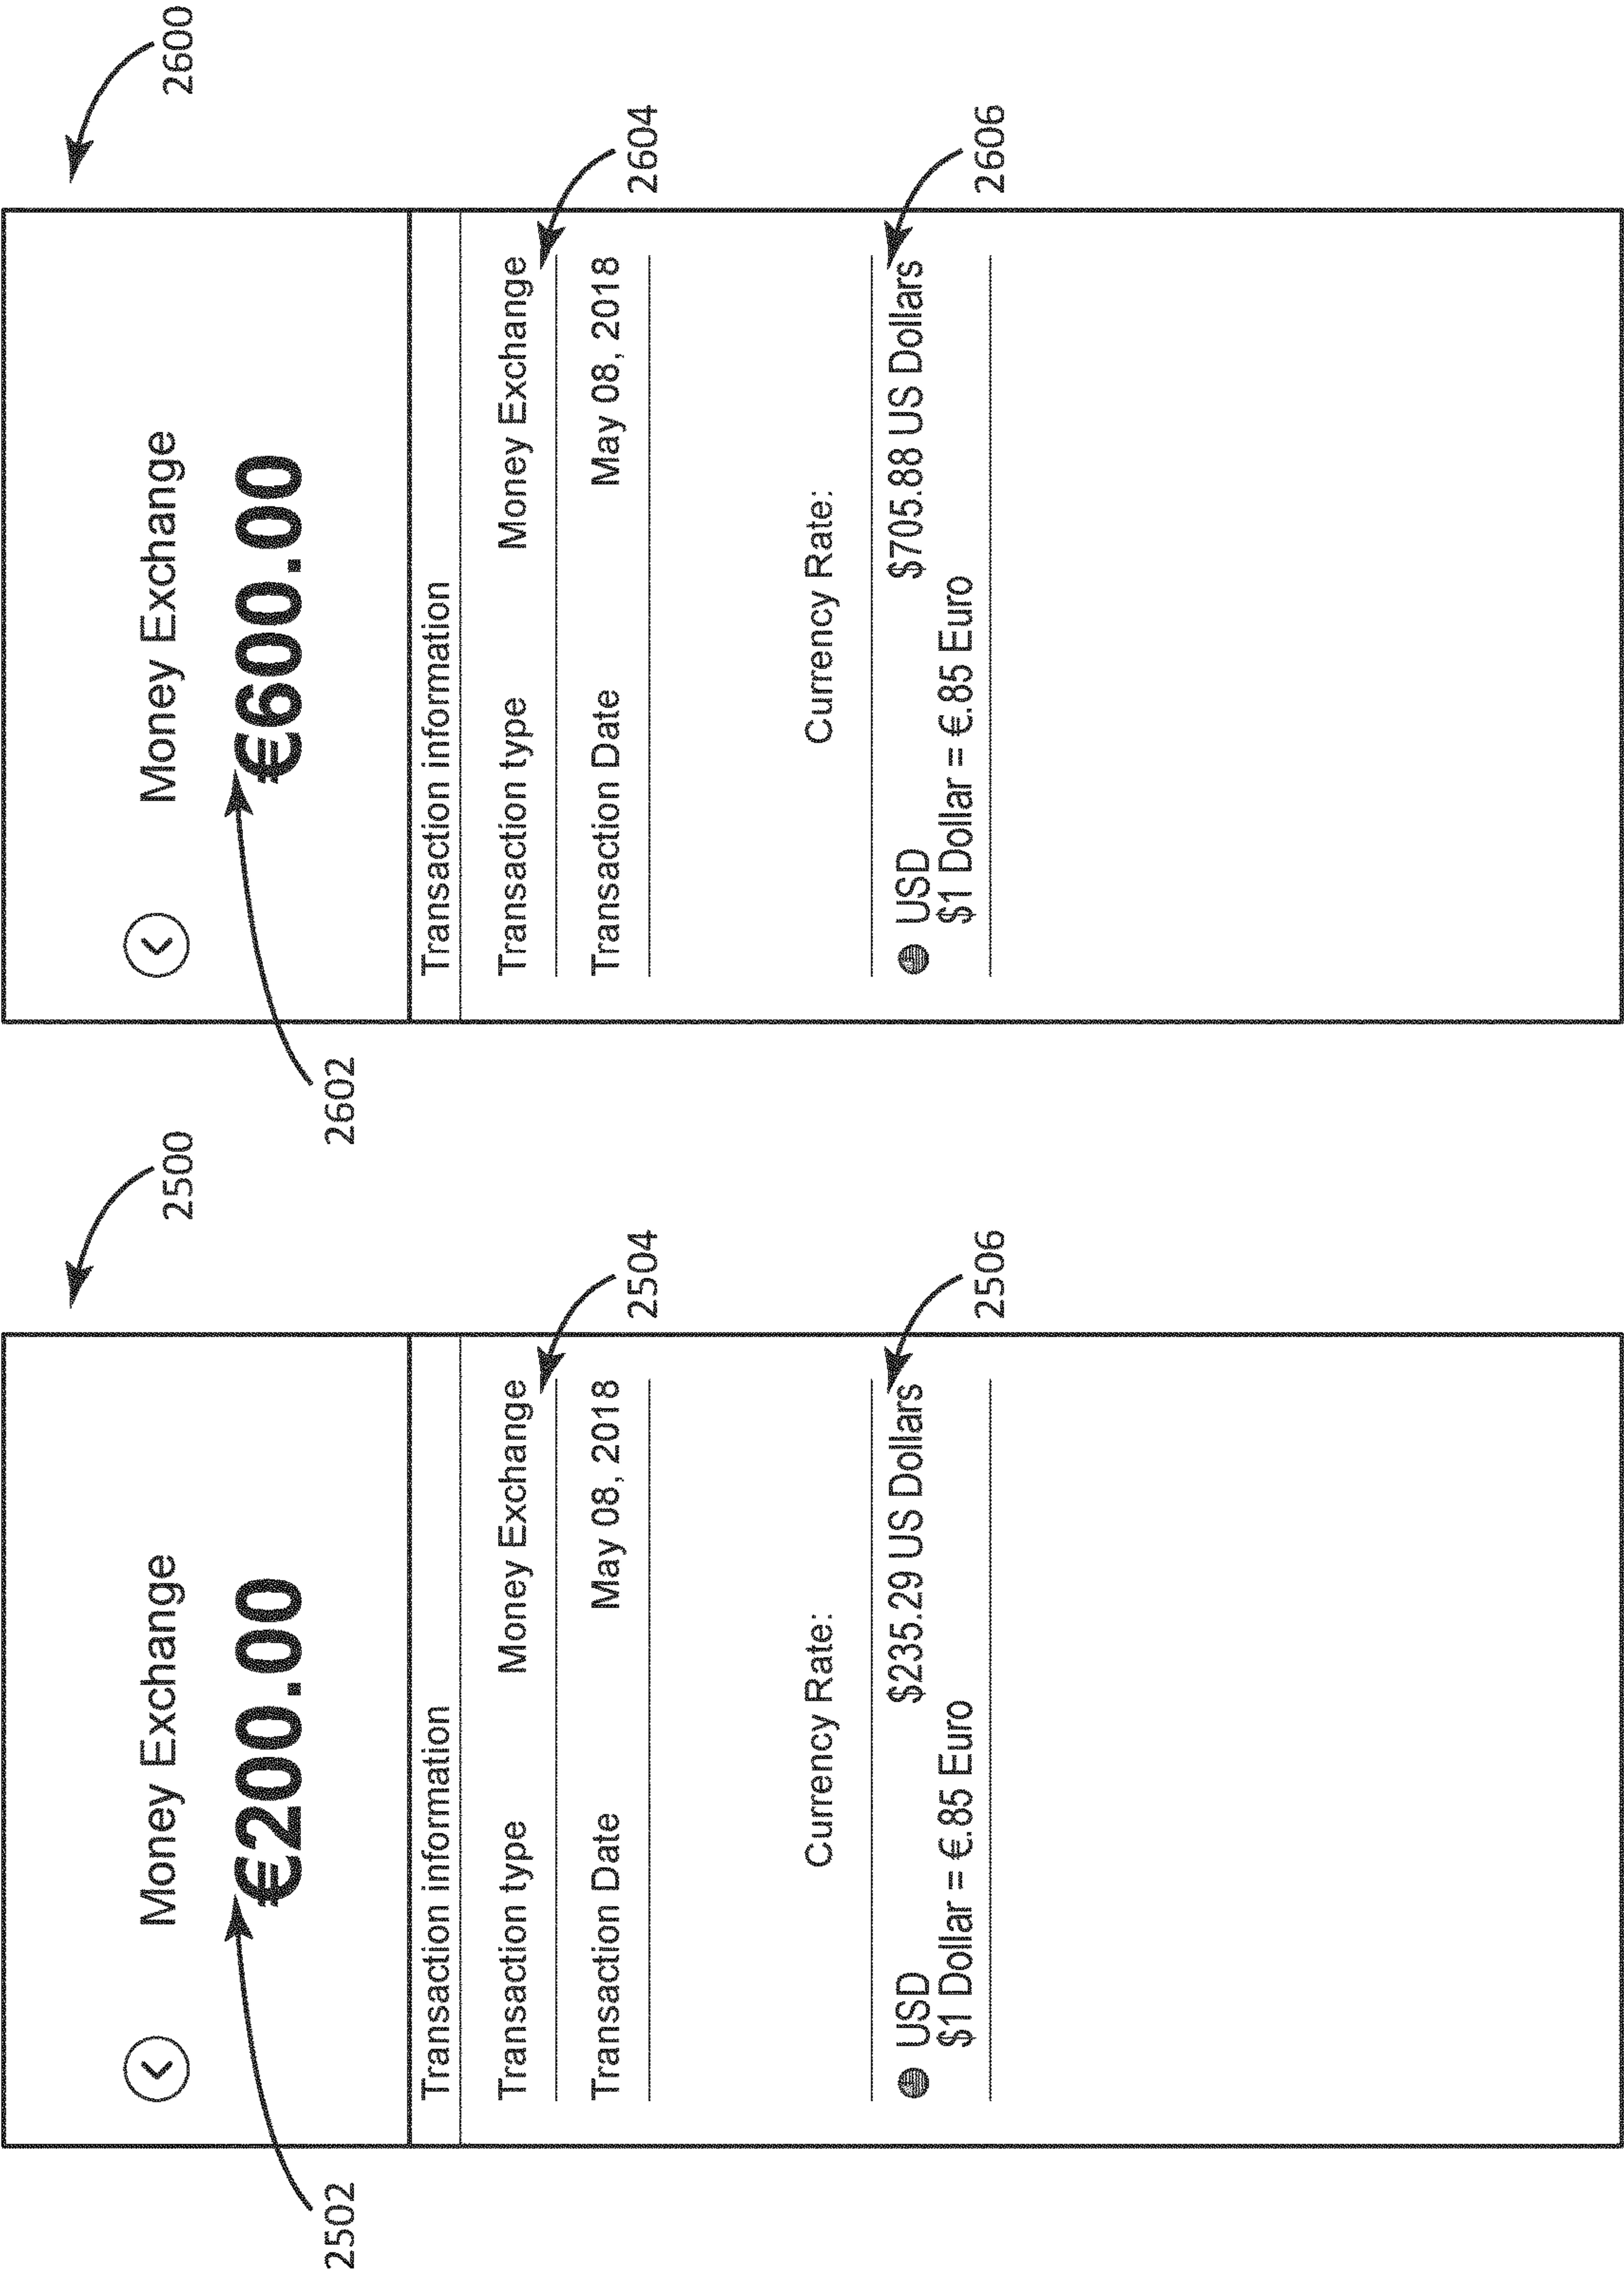 2500
Money Exchange
€200.00
2502
Transaction information
Transaction type Money Exchange
2504
Transaction Date May 08, 2018
Currency Rate:
USD $235.29 US Dollars
$1 Dollar = €.85 Euro
2506
2600
Money Exchange
€600.00
2602
Transaction information
Transaction type Money Exchange
2604
Transaction Date May 08, 2018
Currency Rate:
USD $705.88 US Dollars
$1 Dollar = €.85 Euro
2606